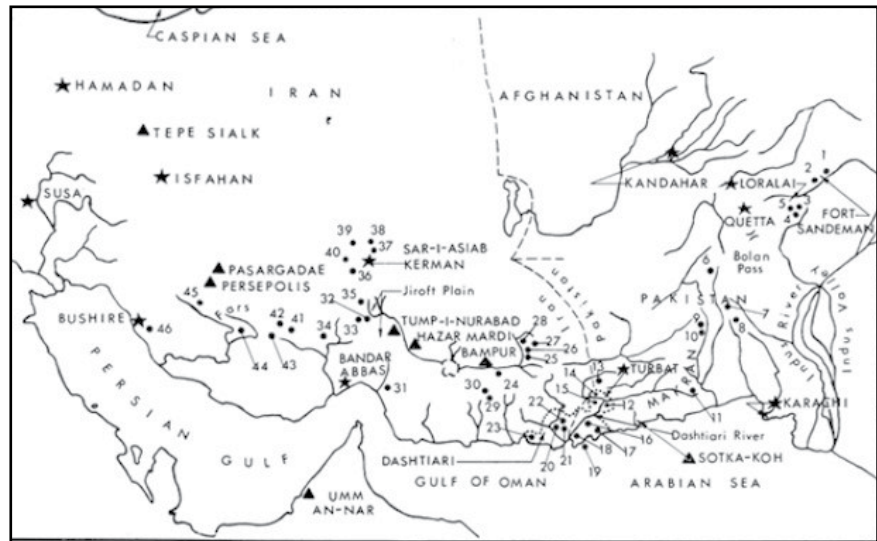 CASPIAN SEA
HAMADAN
IRAN
AFGHANISTAN
TEPE SIALK
ISFAHAN
SUSA
KANDAHAR
LORALAI
QUETTA
FORT
SANDEMAN
1
2
3
4
5
Bolan
Pass
39
38
37
40
36
SAR-I-ASIAB
KERMAN
PASARGADAE
PERSEPOLIS
Jiroft Plain
6
PAKISTAN
7
8
9
10
Indus River
Indus Valley
Iran
Pakistan
45
35
32
33
34
Fars
42
41
43
44
BUSHIRE
46
TUMP-I-NURABAD
HAZAR MARDI
BAMPUR
28
27
26
25
24
BANDAR
ABBAS
31
30
29
TURBAT
13
14
15
12
MAKRAN
11
KARACHI
PERSIAN
GULF
22
23
20
21
18
19
17
16
Dashtiari River
DASHTIARI
SOTKA-KOH
GULF OF OMAN
ARABIAN SEA
UMM
AN-NAR